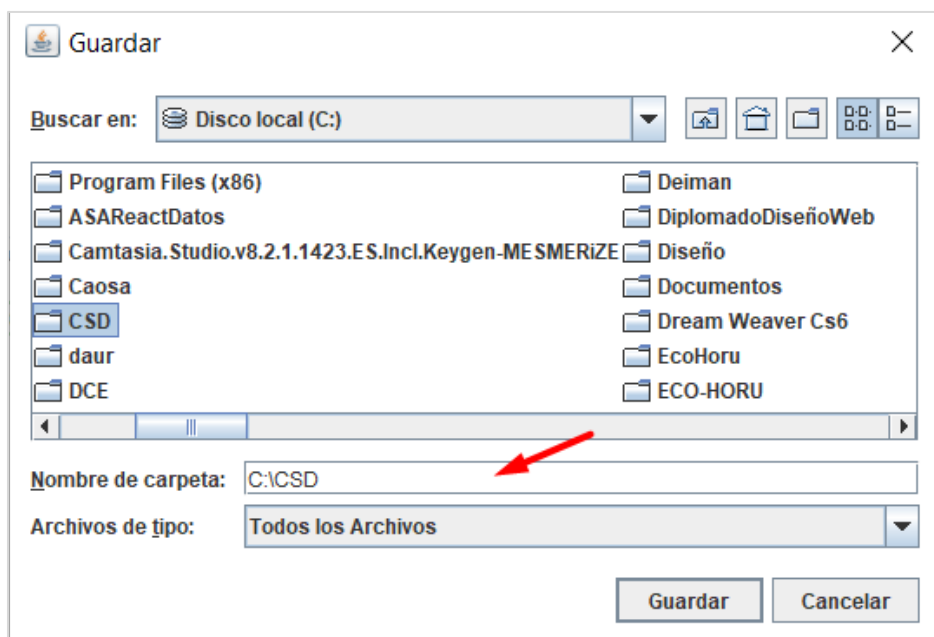 Guardar
Buscar en: Disco local (C:)
Program Files (x86)
ASAReactDatos
Camtasia.Studio.v8.2.1.1423.ES.Incl.Keygen-MESMERiZE
Caosa
CSD
daur
DCE
Deiman
DiplomadoDiseñoWeb
Diseño
Documentos
Dream Weaver Cs6
EcoHoru
ECO-HORU
Nombre de carpeta: C:\CSD
Archivos de tipo: Todos los Archivos
Guardar Cancelar